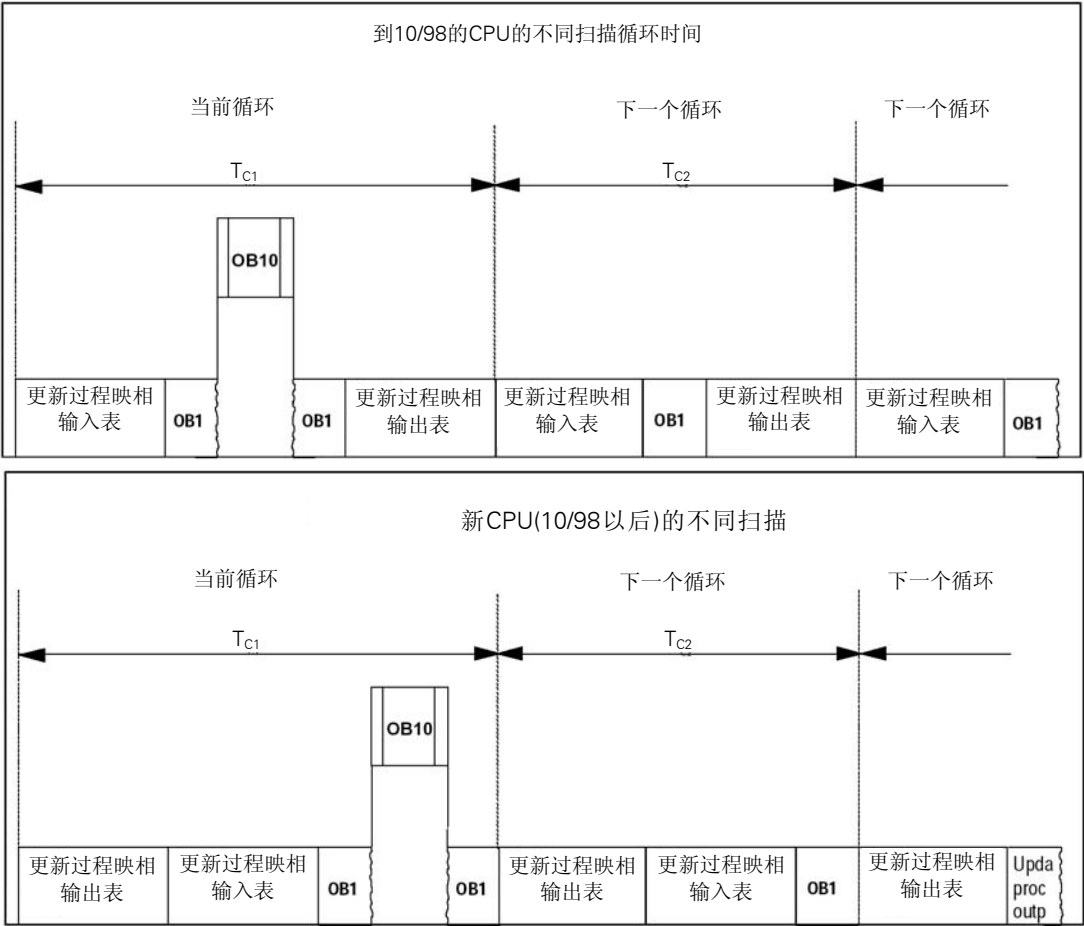 到10/98的CPU的不同扫描循环时间
当前循环
下一个循环
下一个循环
TC1
TC2
OB10
更新过程映相
输入表
OB1
OB1
更新过程映相
输出表
更新过程映相
输入表
OB1
更新过程映相
输出表
更新过程映相
输入表
OB1
新CPU(10/98以后)的不同扫描
当前循环
下一个循环
下一个循环
TC1
TC2
OB10
更新过程映相
输出表
更新过程映相
输入表
OB1
OB1
更新过程映相
输出表
更新过程映相
输入表
OB1
更新过程映相
输出表
Upda
proc
outp